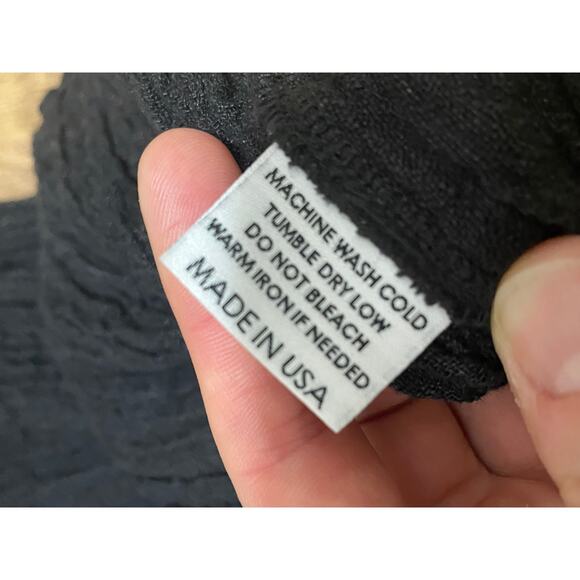 MACHINE WASH COLD
TUMBLE DRY LOW
DO NOT BLEACH
WARM IRON IF NEEDED
MADE IN USA